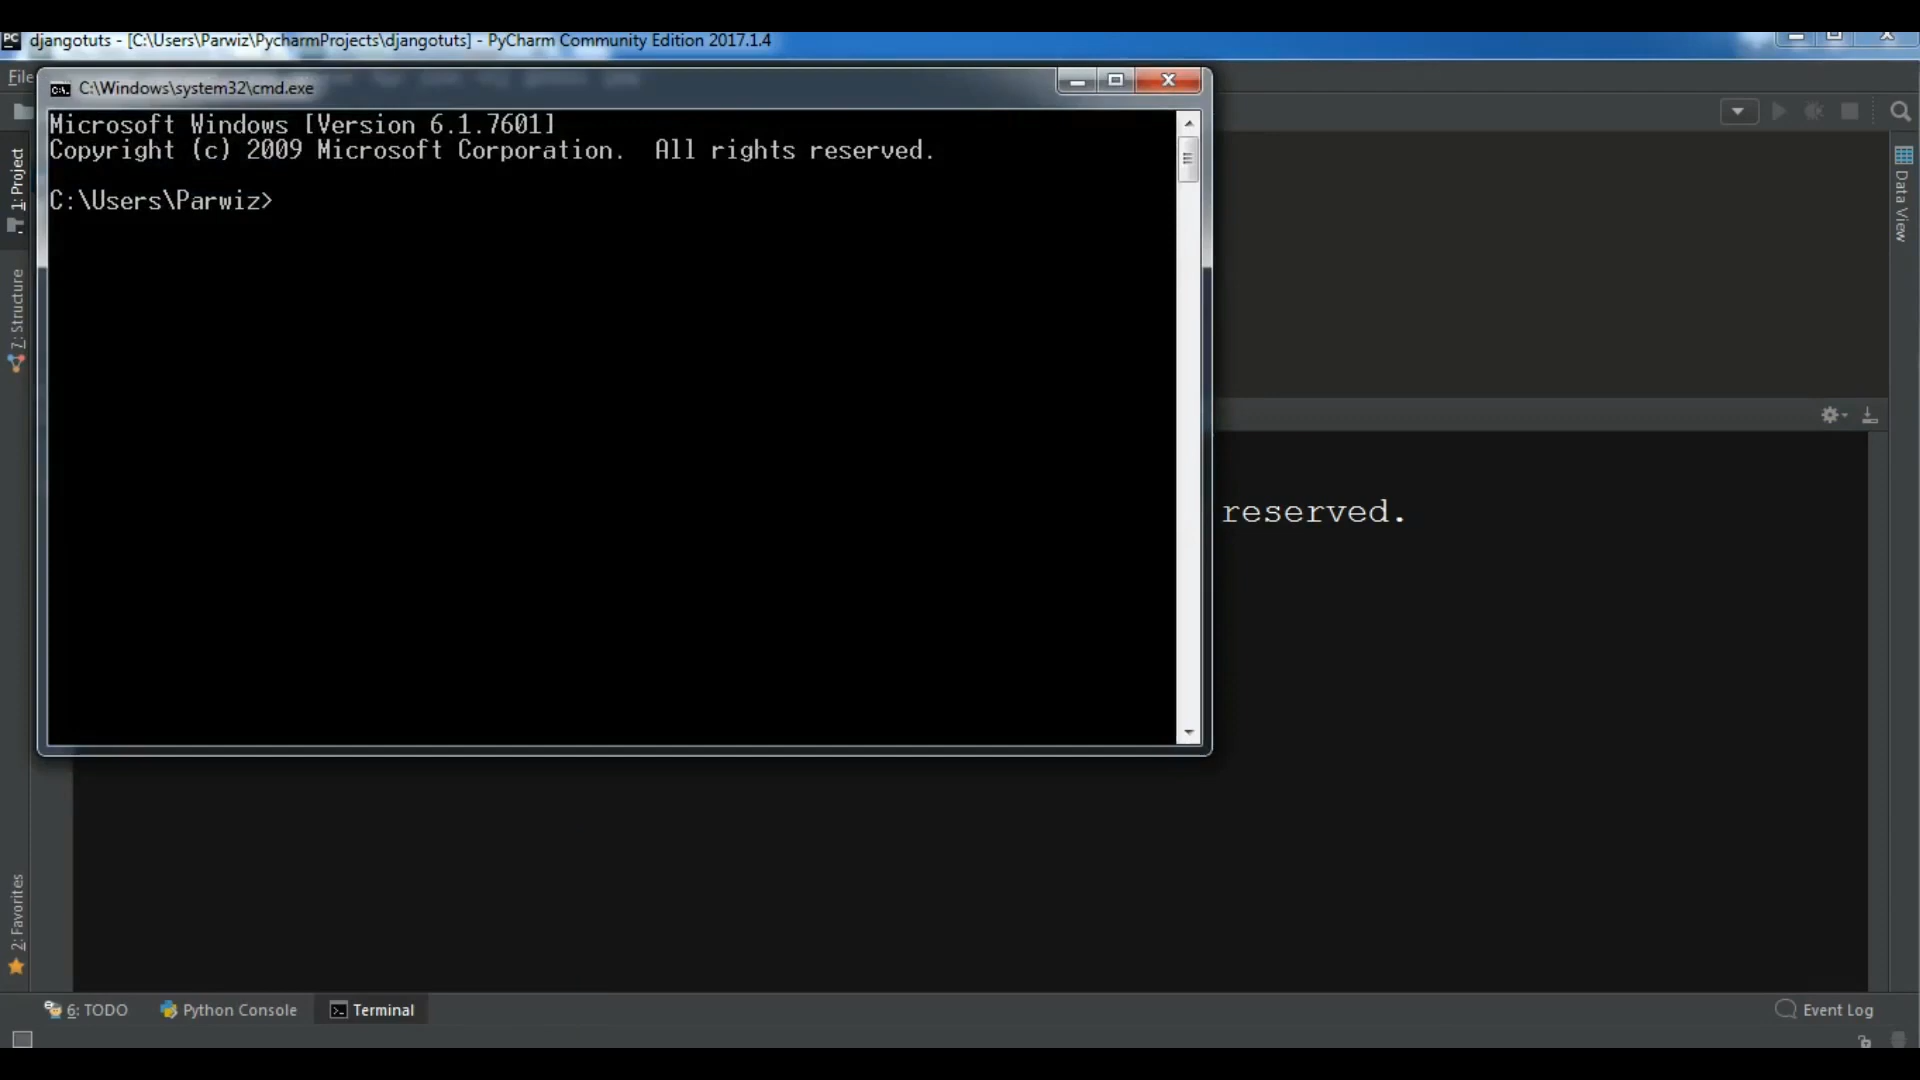 PC djangotuts - [C:\Users\Parwiz\PycharmProjects\djangotuts] - PyCharm Community Edition 2017.1.4
File
C:\Windows\system32\cmd.exe
Microsoft Windows [Version 6.1.7601]
Copyright (c) 2009 Microsoft Corporation.  All rights reserved.
C:\Users\Parwiz>
1: Project
7: Structure
2: Favorites
Data View
reserved.
6: TODO
Python Console
Terminal
Event Log